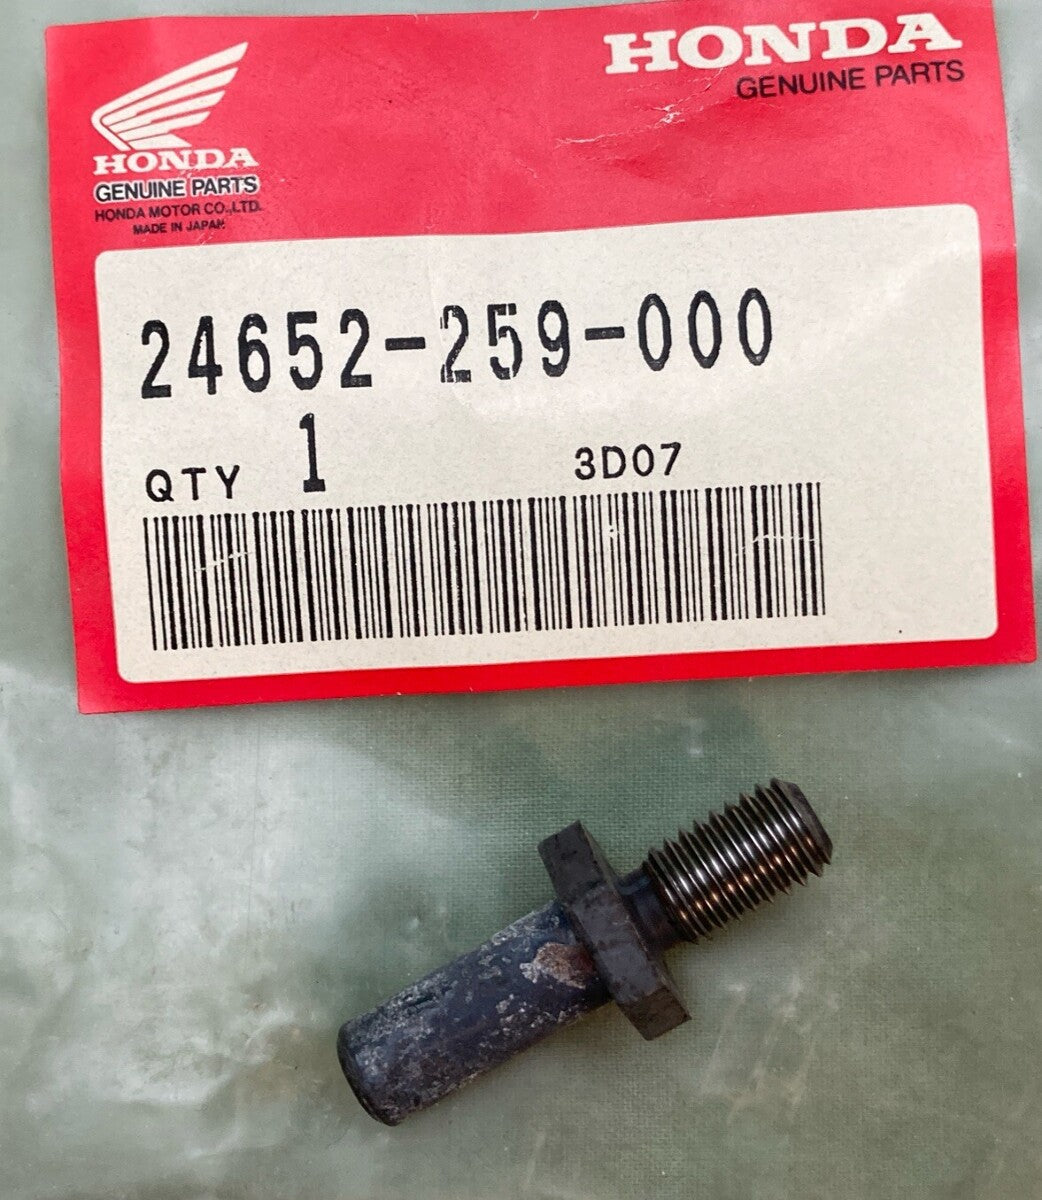 HONDA
GENUINE PARTS
HONDA
GENUINE PARTS
HONDA MOTOR CO.,LTD.
MADE IN JAPAN
24652-259-000
QTY 1 3D07